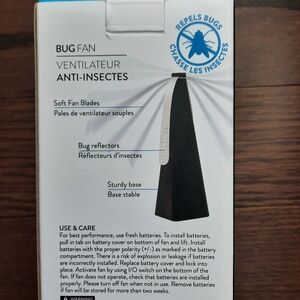 REPELS BUGS
CHASSE LES INSECTES
BUG FAN
VENTILATEUR
ANTI-INSECTES
Soft Fan Blades
Pales de ventilateur souples
Bug reflectors
Réflecteurs d'insectes
Sturdy base
Base stable
USE & CARE
For best performance, use fresh batteries. To install batteries,
pull in tab on battery cover on bottom of fan and lift. Install
batteries with the proper polarity (+/-) as marked in the battery
compartment. There is a risk of explosion or leakage if batteries
are incorrectly installed. Replace battery cover and lock into
place. Activate fan by using I/O switch on the bottom of fan.
If fan does not operate, check that batteries are installed
properly. Please turn off fan when not in use. Remove batteries
if fan will be stored for more than two weeks.
WARNING